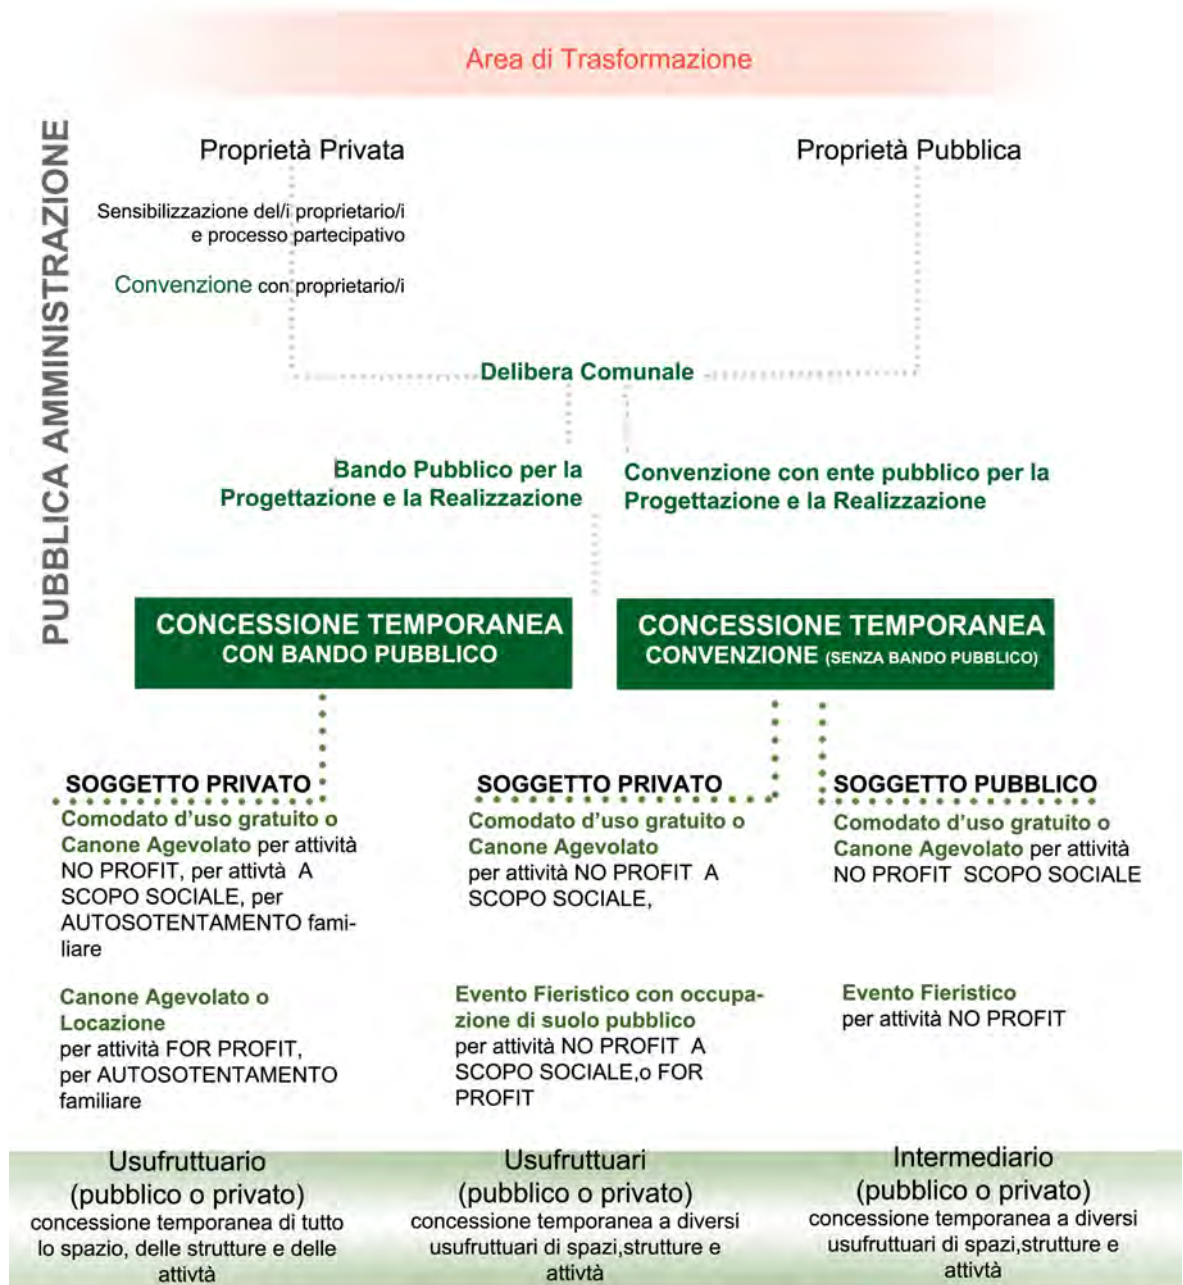 Area di Trasformazione
PUBBLICA AMMINISTRAZIONE
Proprietà Privata
Proprietà Pubblica
Sensibilizzazione del/i proprietario/i
e processo partecipativo
Convenzione con proprietario/i
Delibera Comunale
Bando Pubblico per la
Progettazione e la Realizzazione
Convenzione con ente pubblico per la
Progettazione e la Realizzazione
CONCESSIONE TEMPORANEA
CON BANDO PUBBLICO
CONCESSIONE TEMPORANEA
CONVENZIONE (SENZA BANDO PUBBLICO)
SOGGETTO PRIVATO
Comodato d'uso gratuito o
Canone Agevolato per attività
NO PROFIT, per attivtà A
SCOPO SOCIALE, per
AUTOSOTENTAMENTO fami-
liare
Canone Agevolato o
Locazione
per attività FOR PROFIT,
per AUTOSOTENTAMENTO
familiare
SOGGETTO PRIVATO
Comodato d'uso gratuito o
Canone Agevolato
per attività NO PROFIT A
SCOPO SOCIALE,
Evento Fieristico con occupa-
zione di suolo pubblico
per attività NO PROFIT A
SCOPO SOCIALE,o FOR
PROFIT
SOGGETTO PUBBLICO
Comodato d'uso gratuito o
Canone Agevolato per attività
NO PROFIT SCOPO SOCIALE
Evento Fieristico
per attività NO PROFIT
Usufruttuario
(pubblico o privato)
concessione temporanea di tutto
lo spazio, delle strutture e delle
attivtà
Usufruttuari
(pubblico o privato)
concessione temporanea a diversi
usufruttuari di spazi,strutture e
attivtà
Intermediario
(pubblico o privato)
concessione temporanea a diversi
usufruttuari di spazi,strutture e
attivtà